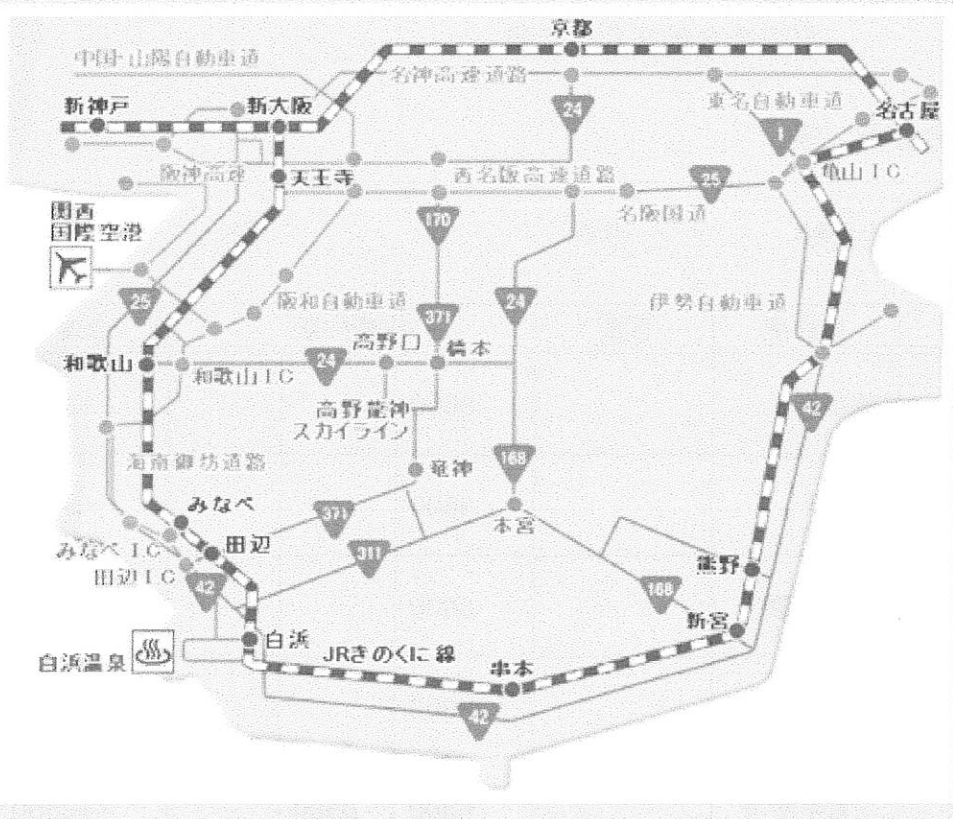 京都
中国・山陽自動車道
名神高速道路
24
東名自動車道
新神戸
新大阪
1
名古屋
阪神高速
天王寺
西名阪高速道路
25
亀山IC
名阪国道
関西
国際空港
170
25
阪和自動車道
24
伊勢自動車道
371
高野口
橋本
和歌山
和歌山IC
24
高野龍神
スカイライン
42
海南御坊道路
竜神
168
みなべ
371
本宮
みなべIC
田辺
311
田辺IC
42
熊野
168
新宮
白浜
白浜温泉
JRきのくに線
串本
42